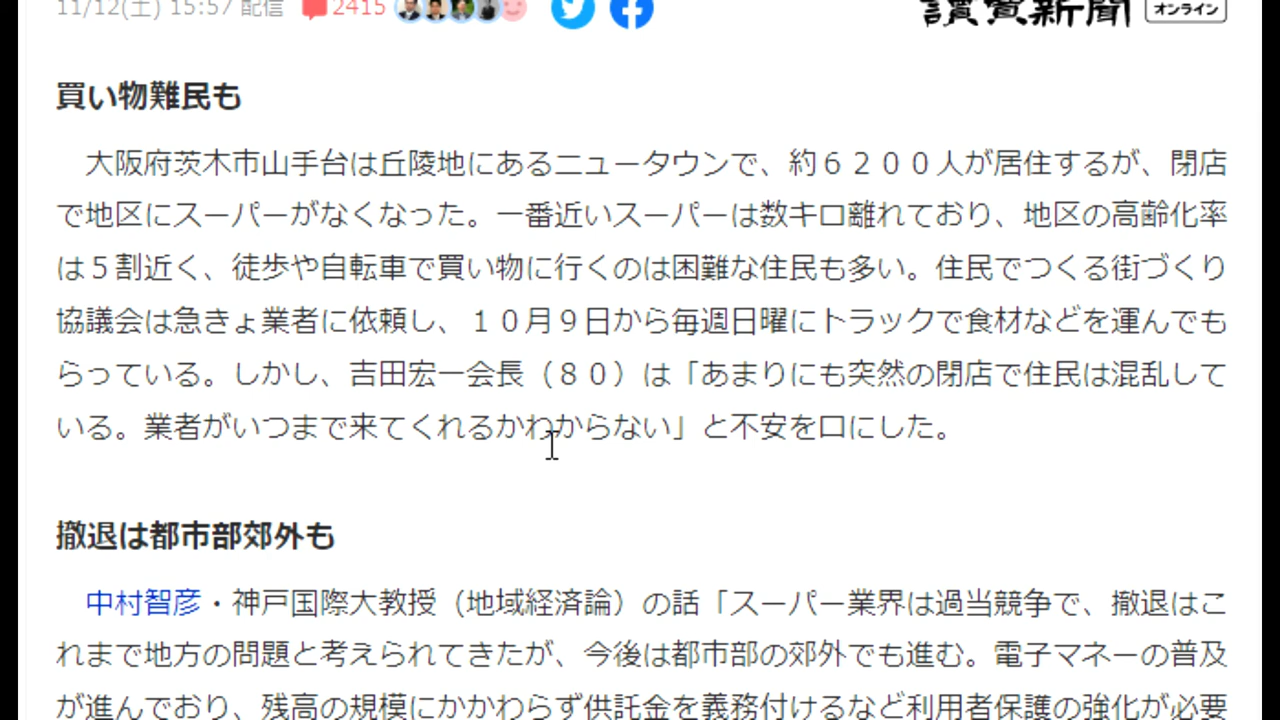 11/12(土) 15:57 配信 2415 讀賣新聞 オンライン
買い物難民も
　大阪府茨木市山手台は丘陵地にあるニュータウンで、約６２００人が居住するが、閉店
で地区にスーパーがなくなった。一番近いスーパーは数キロ離れており、地区の高齢化率
は５割近く、徒歩や自転車で買い物に行くのは困難な住民も多い。住民でつくる街づくり
協議会は急きょ業者に依頼し、１０月９日から毎週日曜にトラックで食材などを運んでも
らっている。しかし、吉田宏一会長（８０）は「あまりにも突然の閉店で住民は混乱して
いる。業者がいつまで来てくれるかわからない」と不安を口にした。
撤退は都市部郊外も
　中村智彦・神戸国際大教授（地域経済論）の話「スーパー業界は過当競争で、撤退はこ
れまで地方の問題と考えられてきたが、今後は都市部の郊外でも進む。電子マネーの普及
が進んでおり、残高の規模にかかわらず供託金を義務付けるなど利用者保護の強化が必要